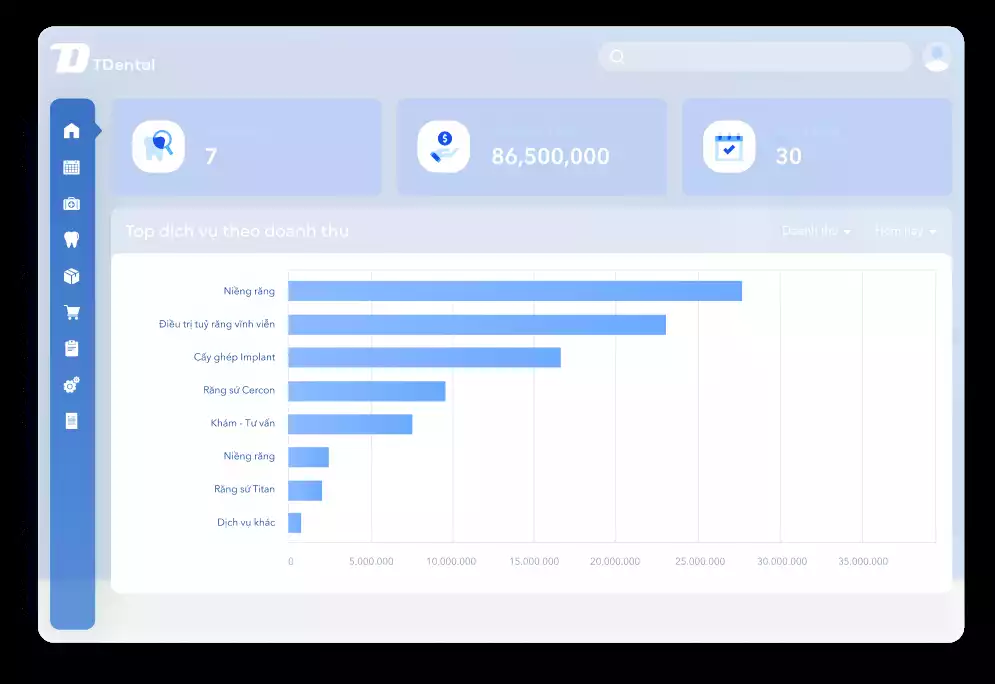 TDental
7
86,500,000
30
Top dịch vụ theo doanh thu
Doanh thu
Hôm nay
Niềng răng
Điều trị tuỷ răng vĩnh viễn
Cấy ghép Implant
Răng sứ Cercon
Khám - Tư vấn
Niềng răng
Răng sứ Titan
Dịch vụ khác
0 5.000.000 10.000.000 15.000.000 20.000.000 25.000.000 30.000.000 35.000.000